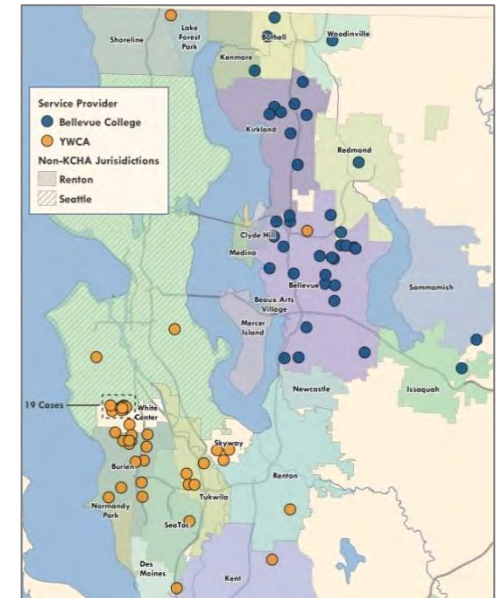 Shoreline
Lake
Forest
Park
Bothell
Woodinville
Kenmore
Service Provider
Bellevue College
YWCA
Non-KCHA Jurisidictions
Renton
Seattle
Kirkland
Redmond
Clyde Hill
Medina
Bellevue
Beaux Arts
Village
Sammamish
Mercer
Island
Newcastle
Issaquah
19 Cases
White
Center
Skyway
Burien
Renton
Tukwila
Normandy
Park
SeaTac
Des
Moines
Kent